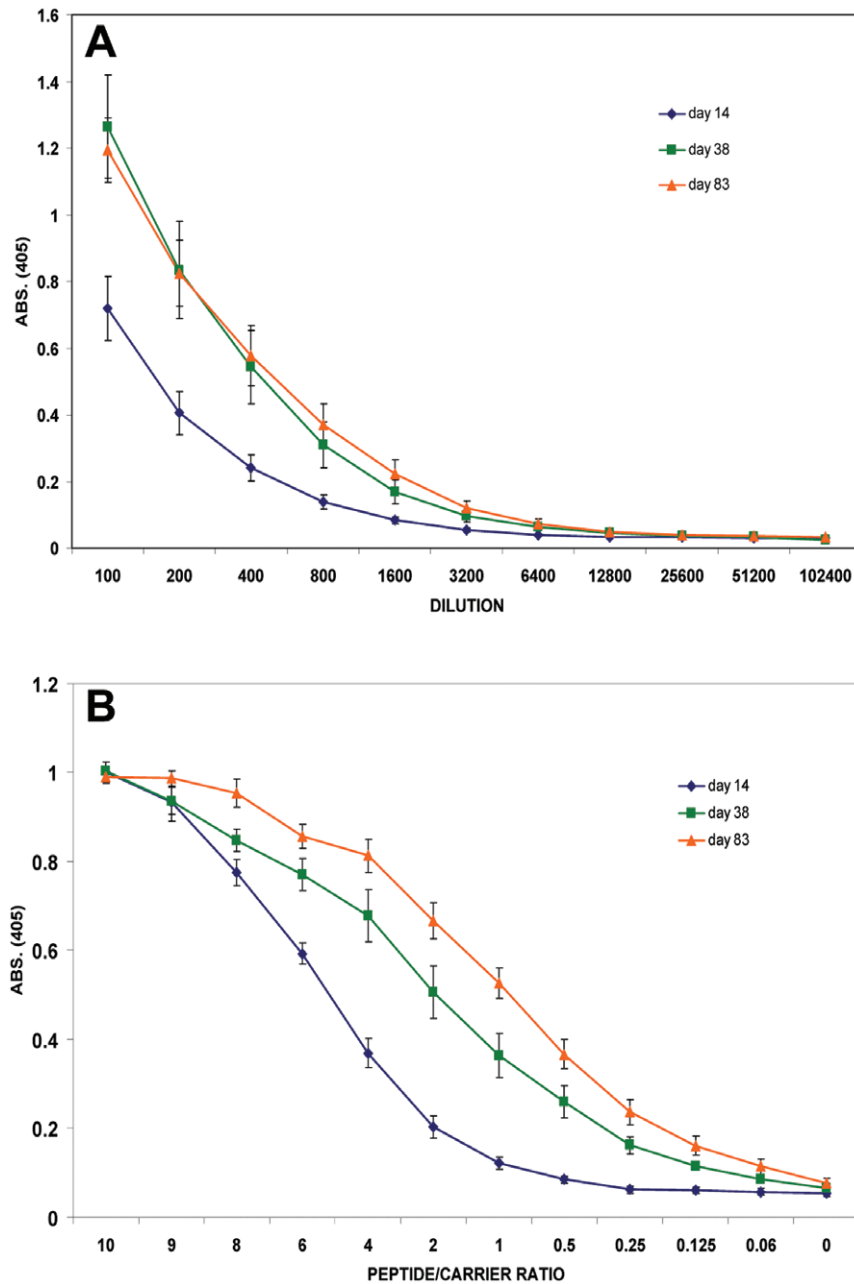 A
1.6
1.4
1.2
1
0.8
0.6
0.4
0.2
0
ABS. (405)
day 14
day 38
day 83
100 200 400 800 1600 3200 6400 12800 25600 51200 102400
DILUTION
B
1.2
1
0.8
0.6
0.4
0.2
0
ABS. (405)
day 14
day 38
day 83
10 9 8 6 4 2 1 0.5 0.25 0.125 0.06 0
PEPTIDE/CARRIER RATIO